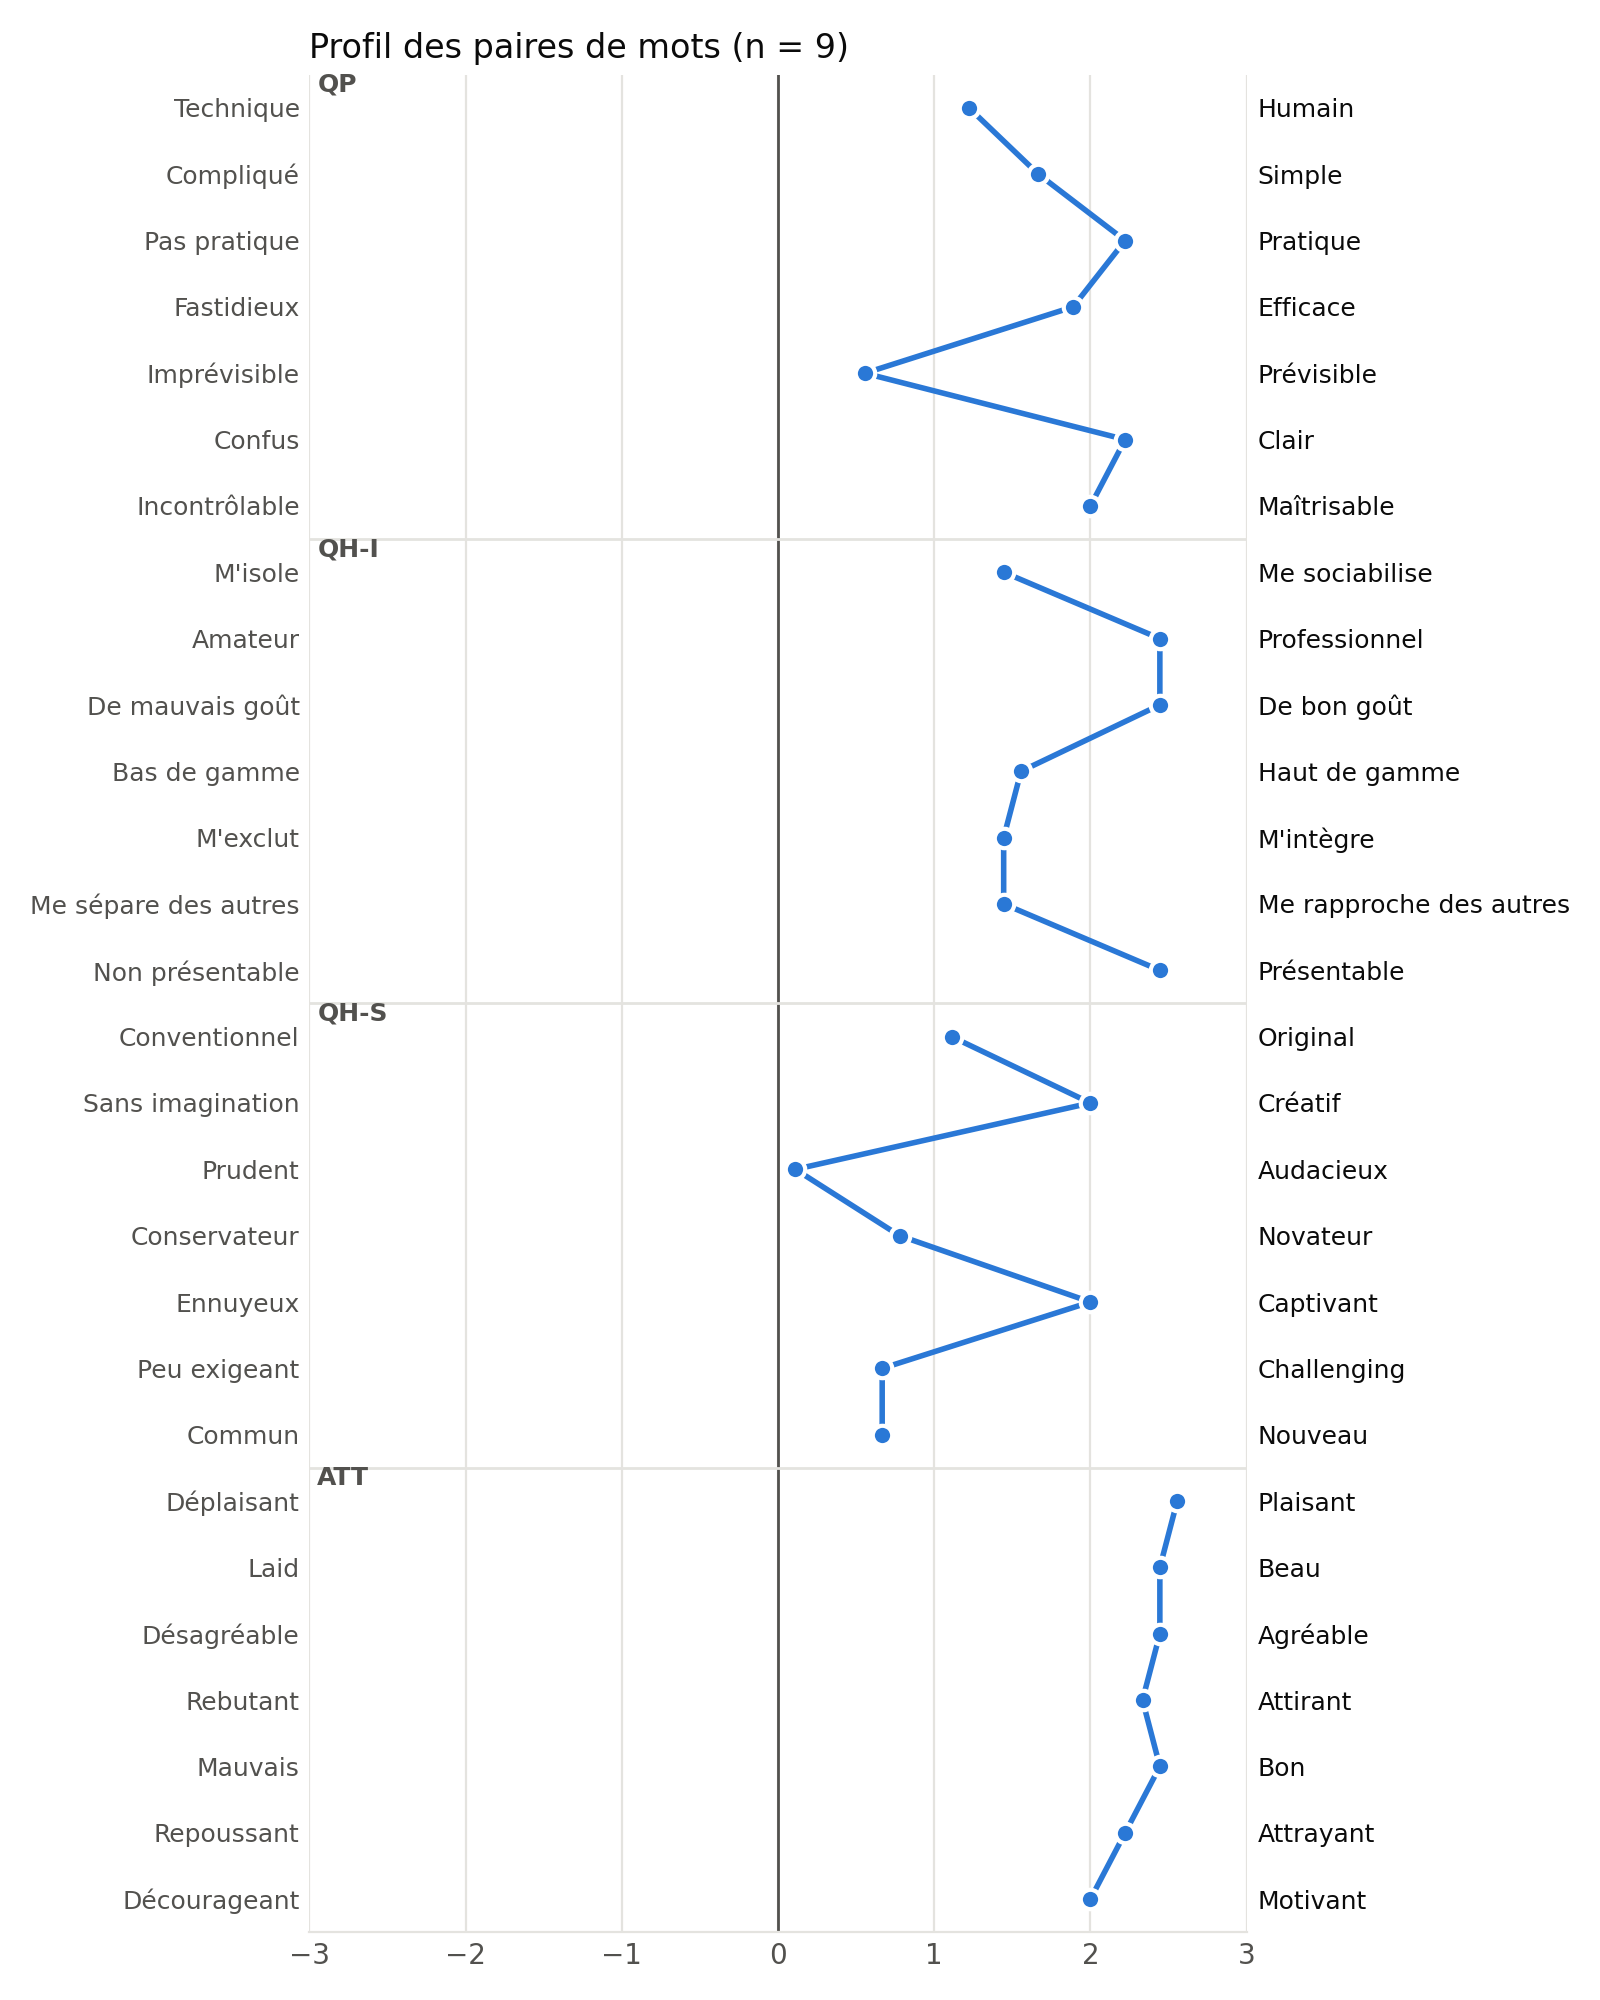 Profil des paires de mots (n = 9)
QP
Technique Humain
Compliqué Simple
Pas pratique Pratique
Fastidieux Efficace
Imprévisible Prévisible
Confus Clair
Incontrôlable Maîtrisable
QH-I
M'isole Me sociabilise
Amateur Professionnel
De mauvais goût De bon goût
Bas de gamme Haut de gamme
M'exclut M'intègre
Me sépare des autres Me rapproche des autres
Non présentable Présentable
QH-S
Conventionnel Original
Sans imagination Créatif
Prudent Audacieux
Conservateur Novateur
Ennuyeux Captivant
Peu exigeant Challenging
Commun Nouveau
ATT
Déplaisant Plaisant
Laid Beau
Désagréable Agréable
Rebutant Attirant
Mauvais Bon
Repoussant Attrayant
Décourageant Motivant
−3 −2 −1 0 1 2 3